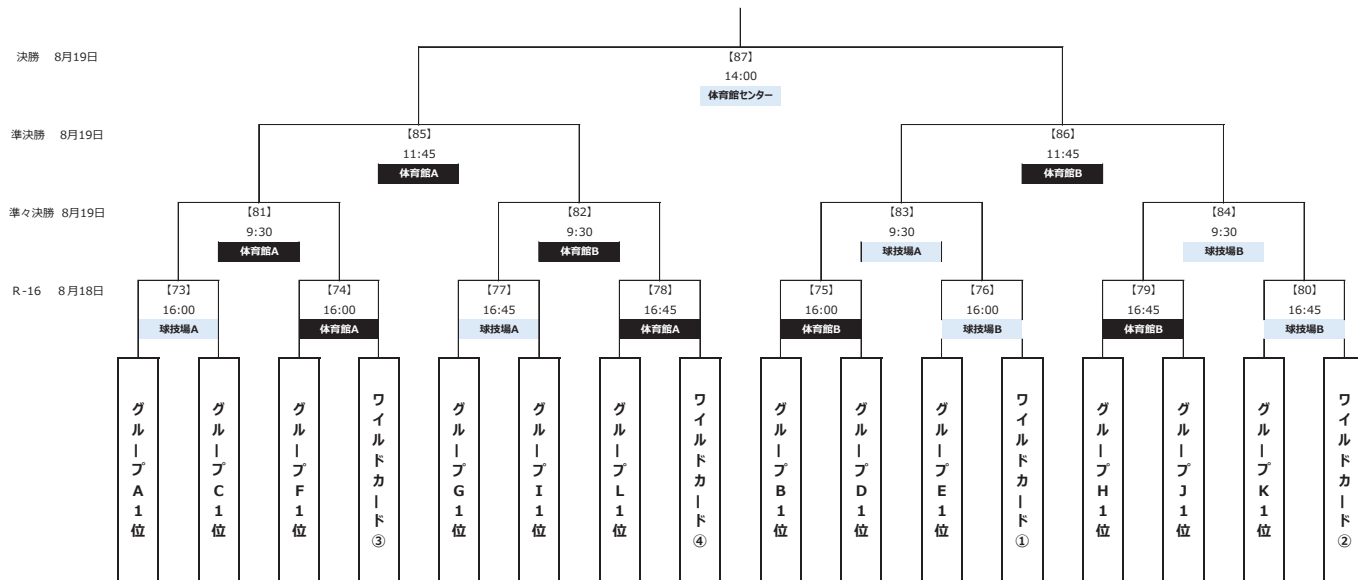 決勝 8月19日
【87】
14:00
体育館センター
準決勝 8月19日
【85】
11:45
体育館A
【86】
11:45
体育館B
準々決勝 8月19日
【81】
9:30
体育館A
【82】
9:30
体育館B
【83】
9:30
球技場A
【84】
9:30
球技場B
R-16 8月18日
【73】
16:00
球技場A
【74】
16:00
体育館A
【77】
16:45
球技場A
【78】
16:45
体育館A
【75】
16:00
体育館B
【76】
16:00
球技場B
【79】
16:45
体育館B
【80】
16:45
球技場B
グループA1位
グループC1位
グループF1位
ワイルドカード③
グループG1位
グループI1位
グループL1位
ワイルドカード④
グループB1位
グループD1位
グループE1位
ワイルドカード①
グループH1位
グループJ1位
グループK1位
ワイルドカード②